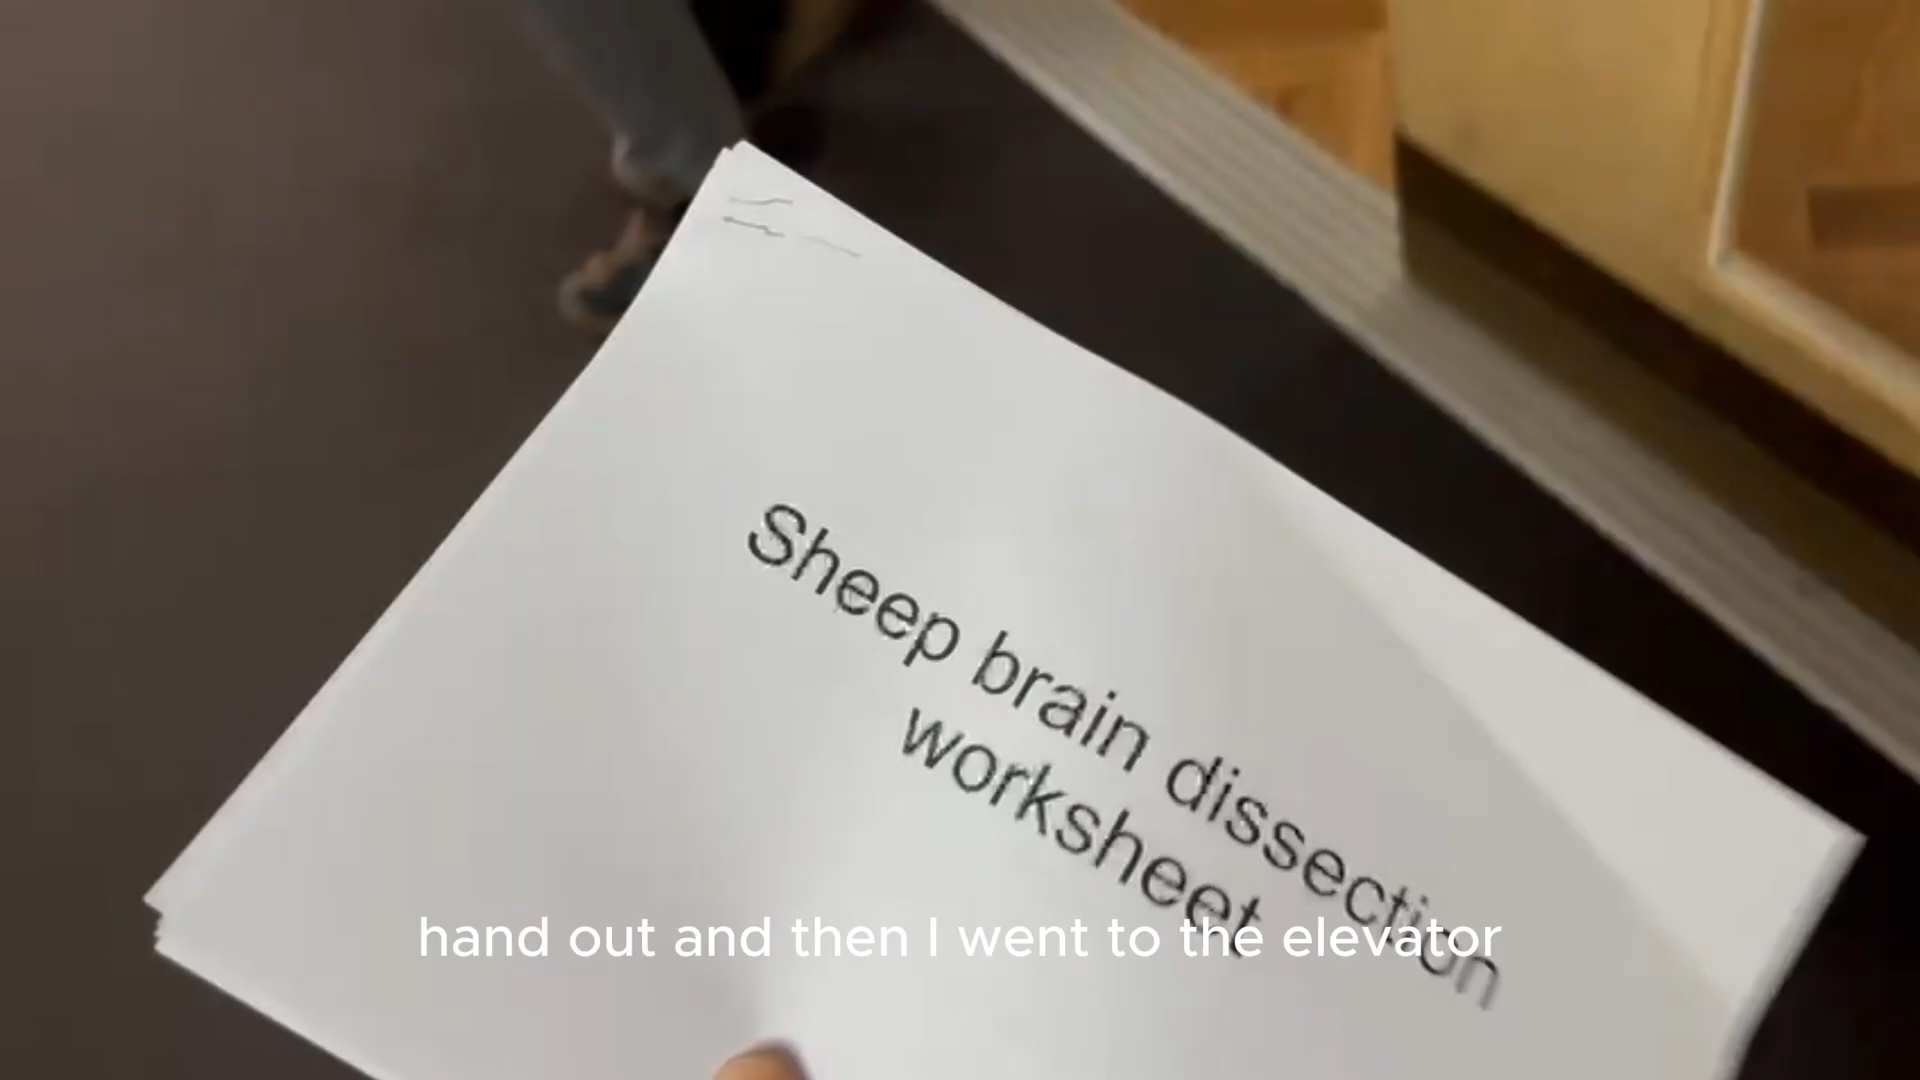 Sheep brain dissection
worksheet
hand out and then I went to the elevator